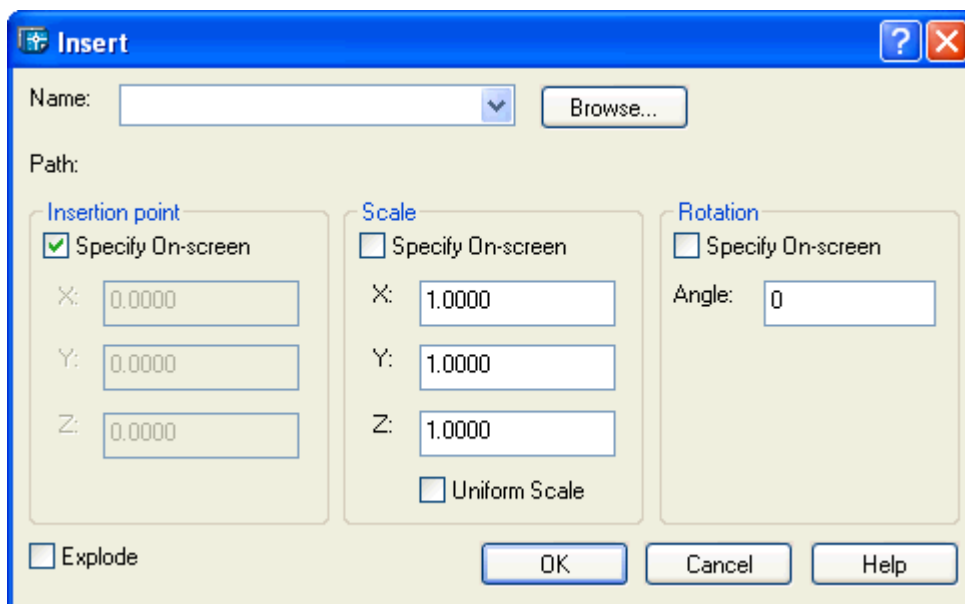 Insert
Name:
Browse...
Path:
Insertion point
Specify On-screen
X: 0.0000
Y: 0.0000
Z: 0.0000
Scale
Specify On-screen
X: 1.0000
Y: 1.0000
Z: 1.0000
Uniform Scale
Rotation
Specify On-screen
Angle: 0
Explode
OK
Cancel
Help